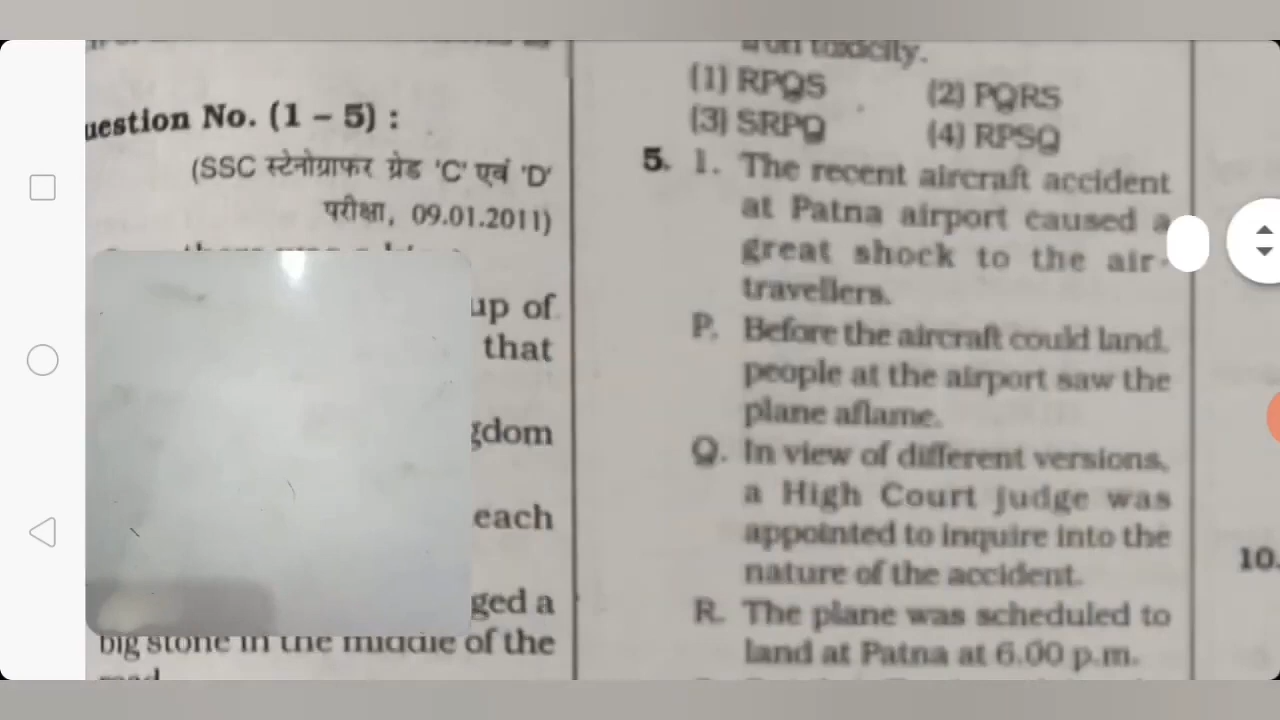 uestion No. (1 – 5) :
(SSC स्टेनोग्राफर ग्रेड 'C' एवं 'D'
परीक्षा, 09.01.2011)
up of
that
gdom
each
ged a
big stone in the middle of the
toxicity.
(1) RPQS (2) PQRS
(3) SRPQ (4) RPSQ
5. 1. The recent aircraft accident
at Patna airport caused a
great shock to the air-
travellers.
P. Before the aircraft could land,
people at the airport saw the
plane aflame.
Q. In view of different versions,
a High Court judge was
appointed to inquire into the
nature of the accident.
R. The plane was scheduled to
land at Patna at 6.00 p.m.
10.